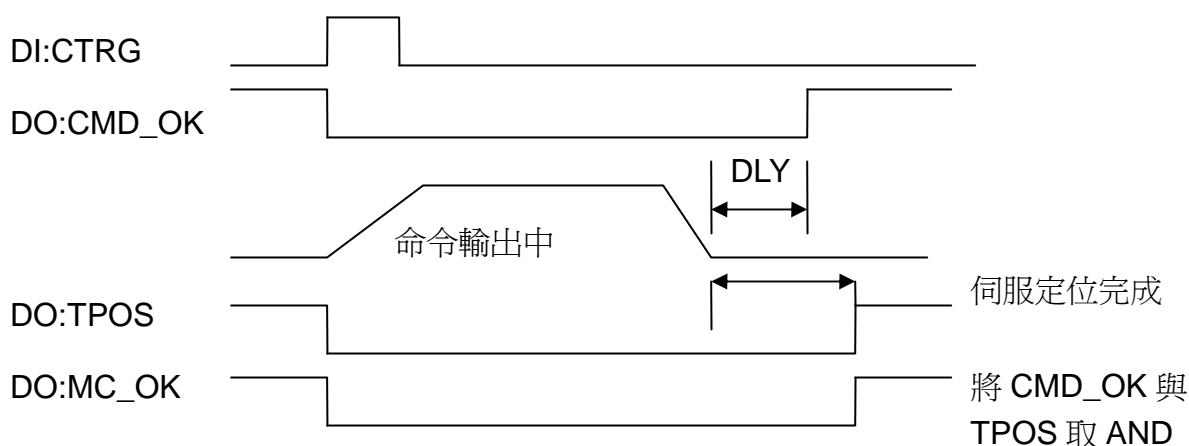 DI:CTRG
DO:CMD_OK
DLY
命令輸出中
伺服定位完成
DO:TPOS
DO:MC_OK
將 CMD_OK 與
TPOS 取 AND